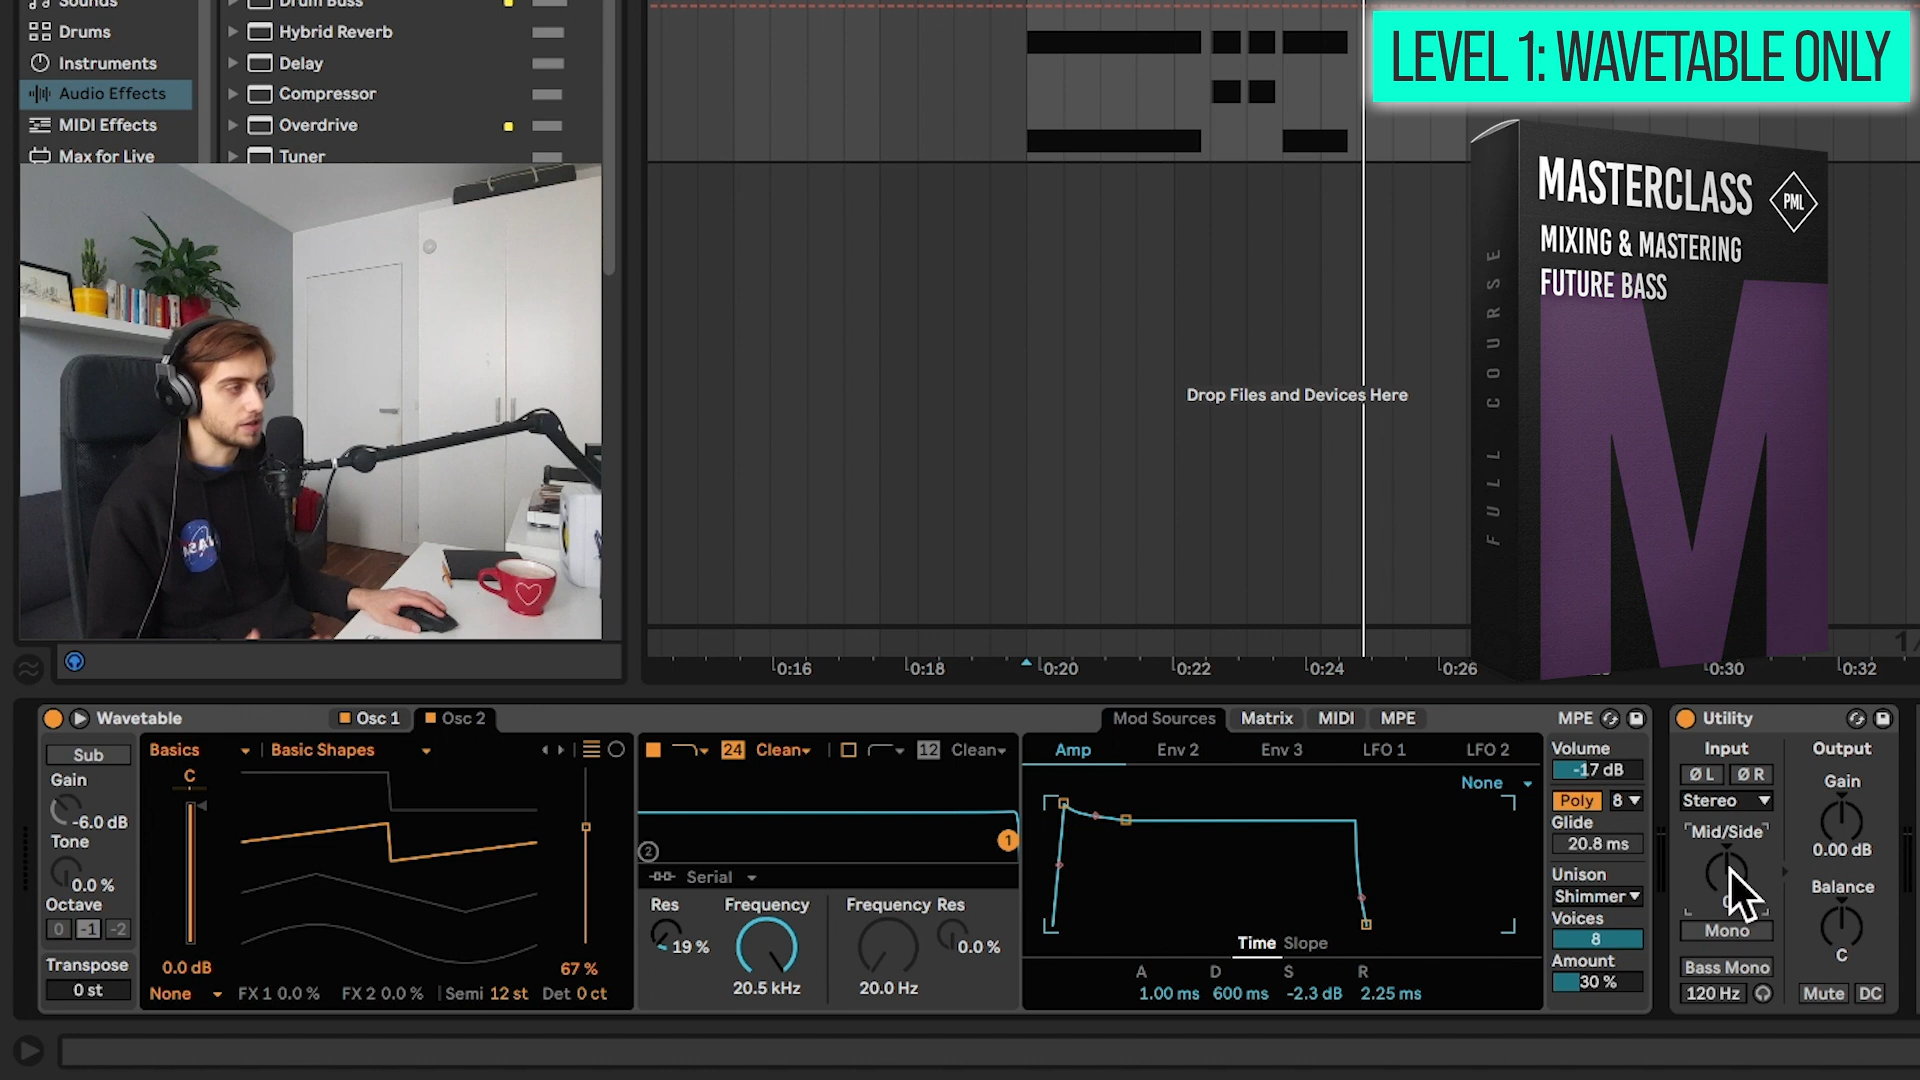 Sounds
Drums
Instruments
Audio Effects
MIDI Effects
Max for Live
Drum Buss
Hybrid Reverb
Delay
Compressor
Overdrive
Tuner
LEVEL 1: WAVETABLE ONLY
MASTERCLASS
PML
MIXING & MASTERING
FUTURE BASS
FULL COURSE
NASA
Drop Files and Devices Here
0:16
0:18
0:20
0:22
0:24
0:26
0:30
0:32
Wavetable
Osc 1
Osc 2
Sub
Gain
-6.0 dB
Tone
0.0 %
Octave
0 -1 -2
Transpose
0 st
Basics
Basic Shapes
C
0.0 dB
67 %
None
FX 1 0.0 %
FX 2 0.0 %
Semi 12 st
Det 0 ct
24 Clean
12 Clean
1
2
Serial
Res
19 %
Frequency
20.5 kHz
Frequency
20.0 Hz
Res
0.0 %
Mod Sources
Matrix
MIDI
MPE
Amp
Env 2
Env 3
LFO 1
LFO 2
None
Time Slope
A
D
S
R
1.00 ms
600 ms
-2.3 dB
2.25 ms
MPE
Volume
-17 dB
Poly 8
Glide
20.8 ms
Unison
Shimmer
Voices
8
Amount
30 %
Utility
Input
Ø L
Ø R
Stereo
Mid/Side
Mono
Bass Mono
120 Hz
Output
Gain
0.00 dB
Balance
C
Mute
DC